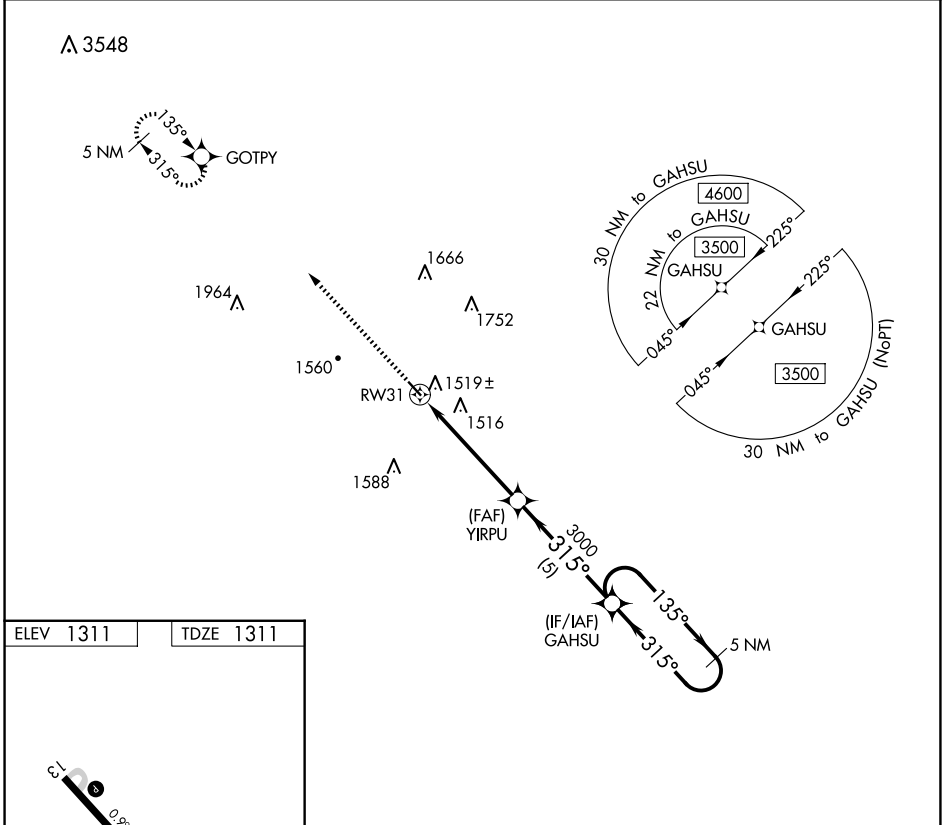 3548
135°
5 NM
315°
GOTPY
30 NM to GAHSU
4600
22 NM to GAHSU
3500
GAHSU
225°
045°
225°
GAHSU
045°
3500
30 NM to GAHSU (NoPT)
1666
1964
1752
1560
RW31
1519±
1516
1588
(FAF)
YIRPU
3000
315°
(5)
(IF/IAF)
GAHSU
135°
315°
5 NM
ELEV 1311
TDZE 1311
13
P